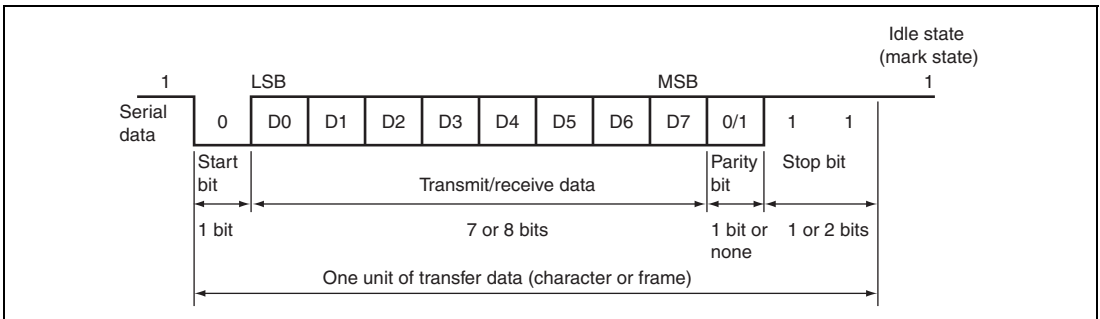 Idle state
(mark state)
1 LSB MSB 1
Serial
data
0 D0 D1 D2 D3 D4 D5 D6 D7 0/1 1 1
Start
bit
Transmit/receive data
Parity
bit
Stop bit
1 bit
7 or 8 bits
1 bit or
none
1 or 2 bits
One unit of transfer data (character or frame)